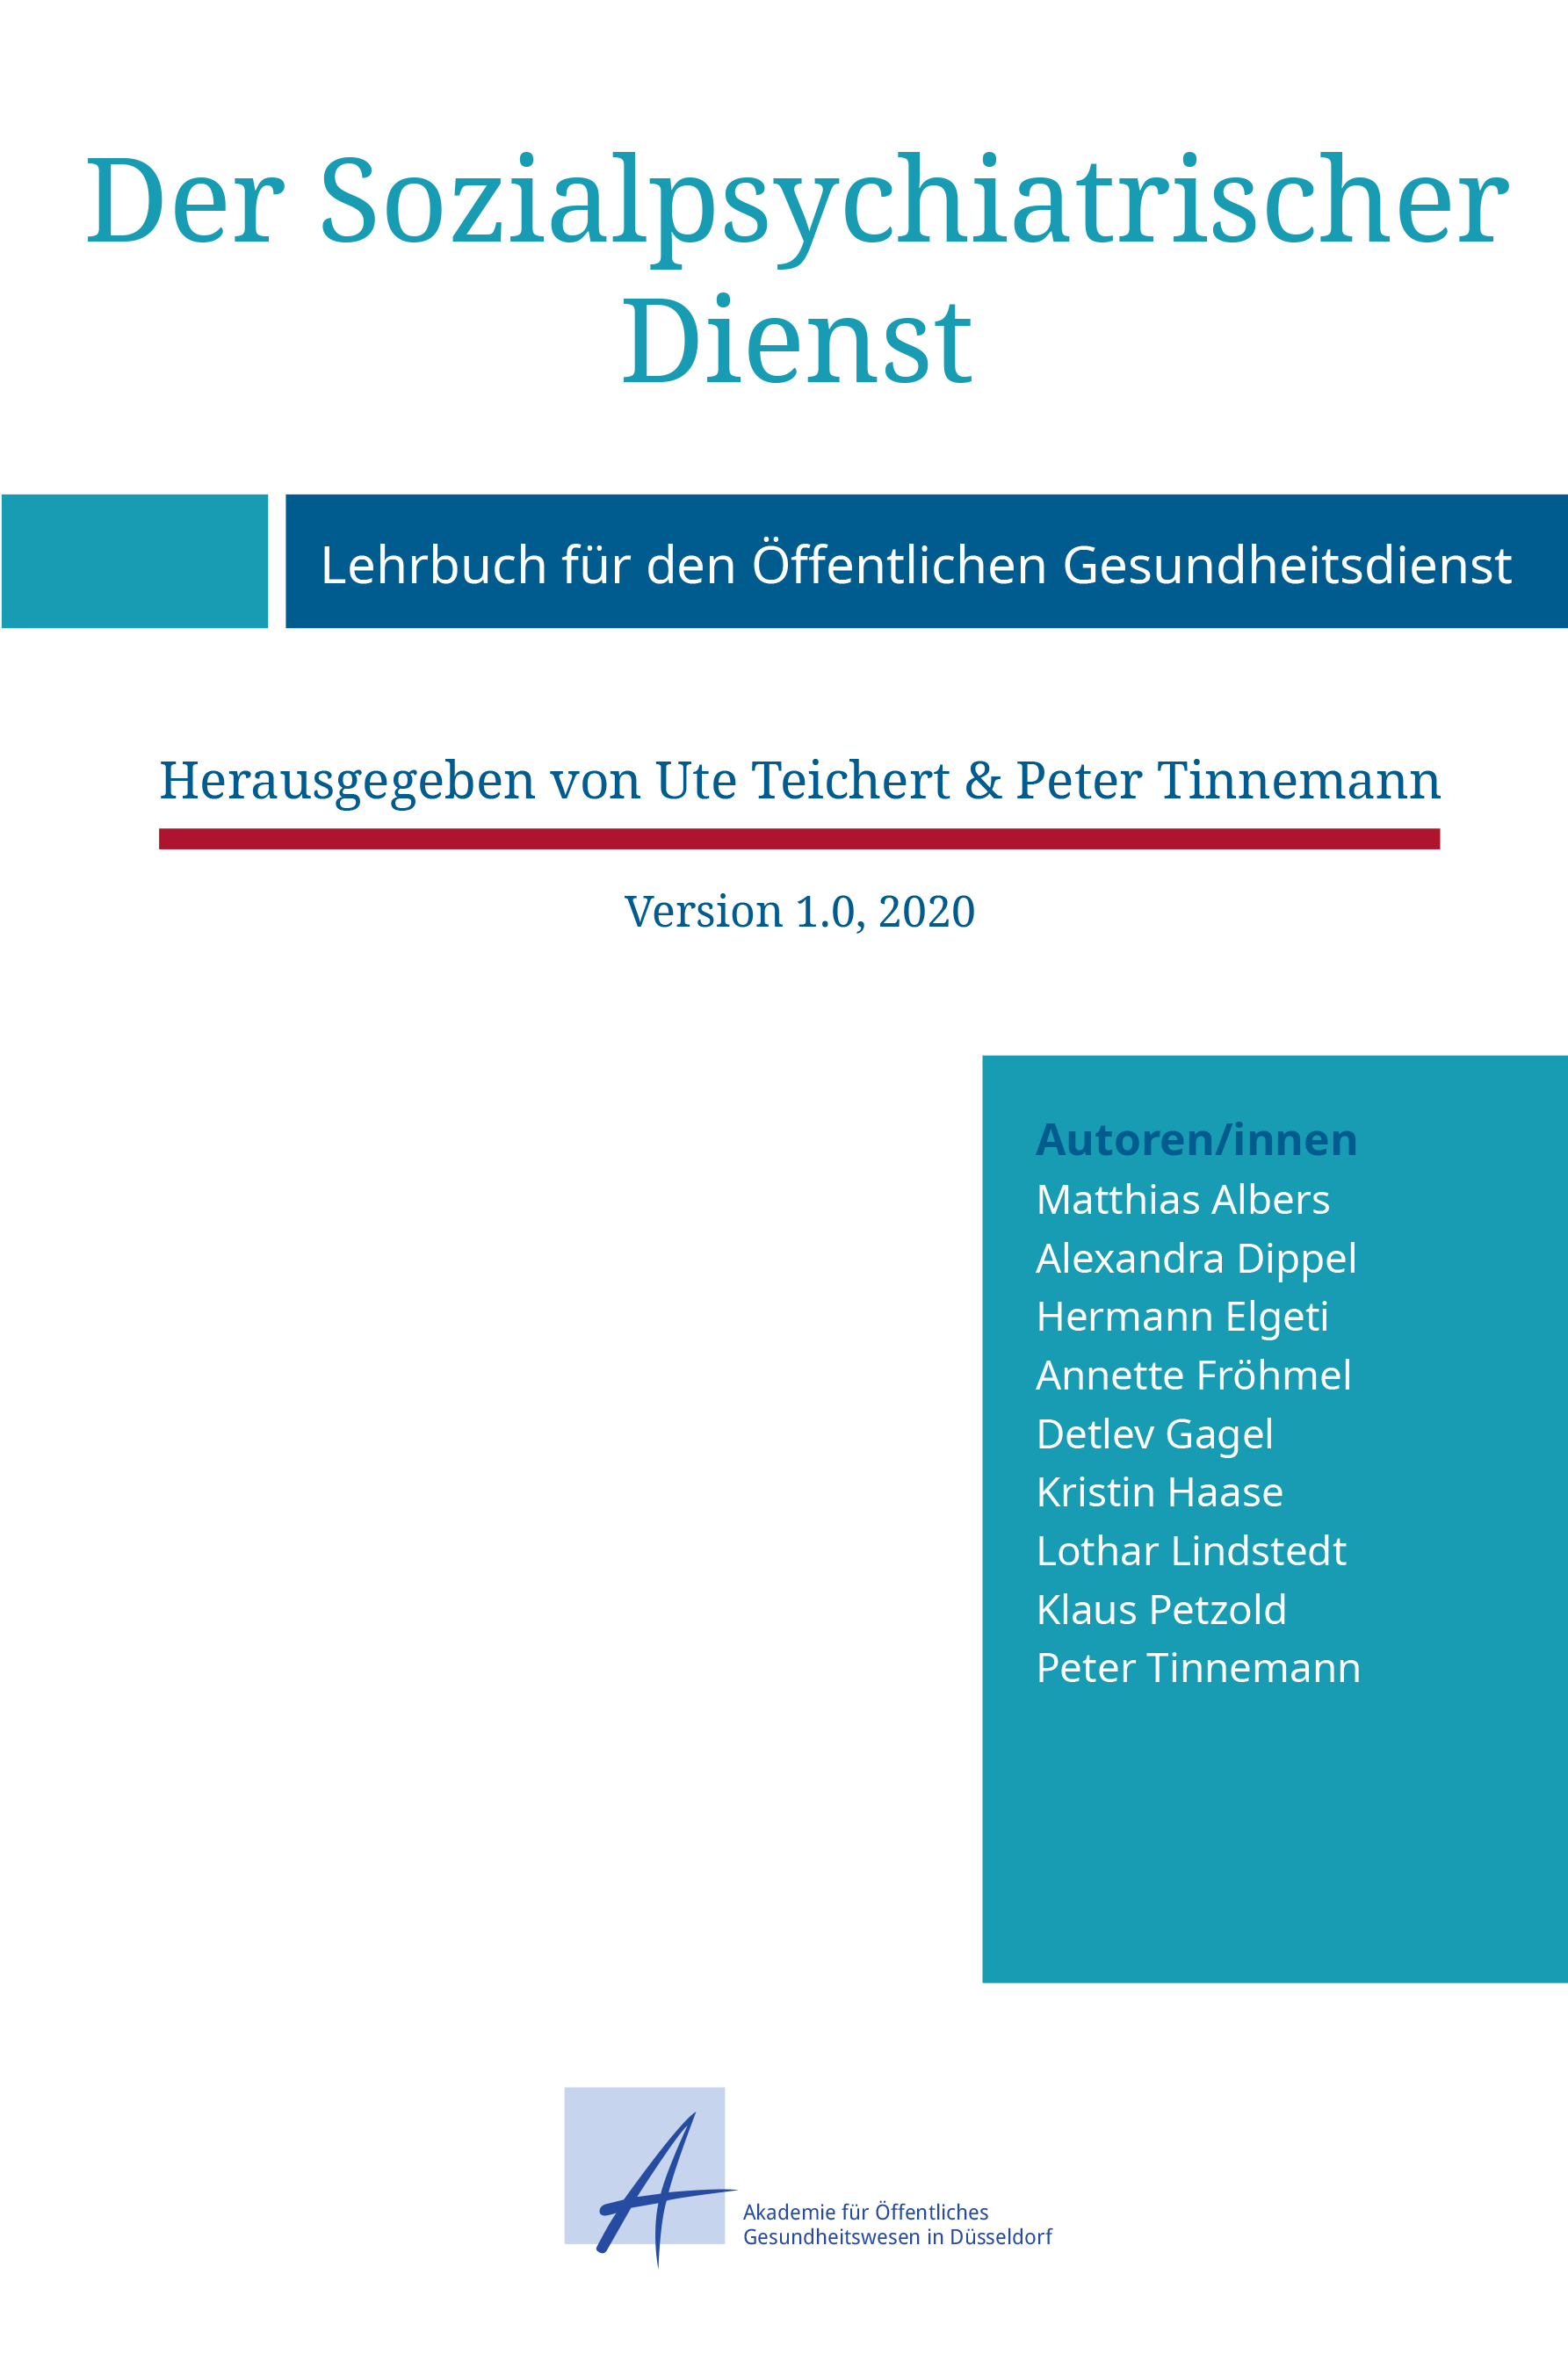 Der Sozialpsychiatrischer
Dienst
Lehrbuch für den Öffentlichen Gesundheitsdienst
Herausgegeben von Ute Teichert & Peter Tinnemann
Version 1.0, 2020
Autoren/innen
Matthias Albers
Alexandra Dippel
Hermann Elgeti
Annette Fröhmel
Detlev Gagel
Kristin Haase
Lothar Lindstedt
Klaus Petzold
Peter Tinnemann
A
Akademie für Öffentliches
Gesundheitswesen in Düsseldorf